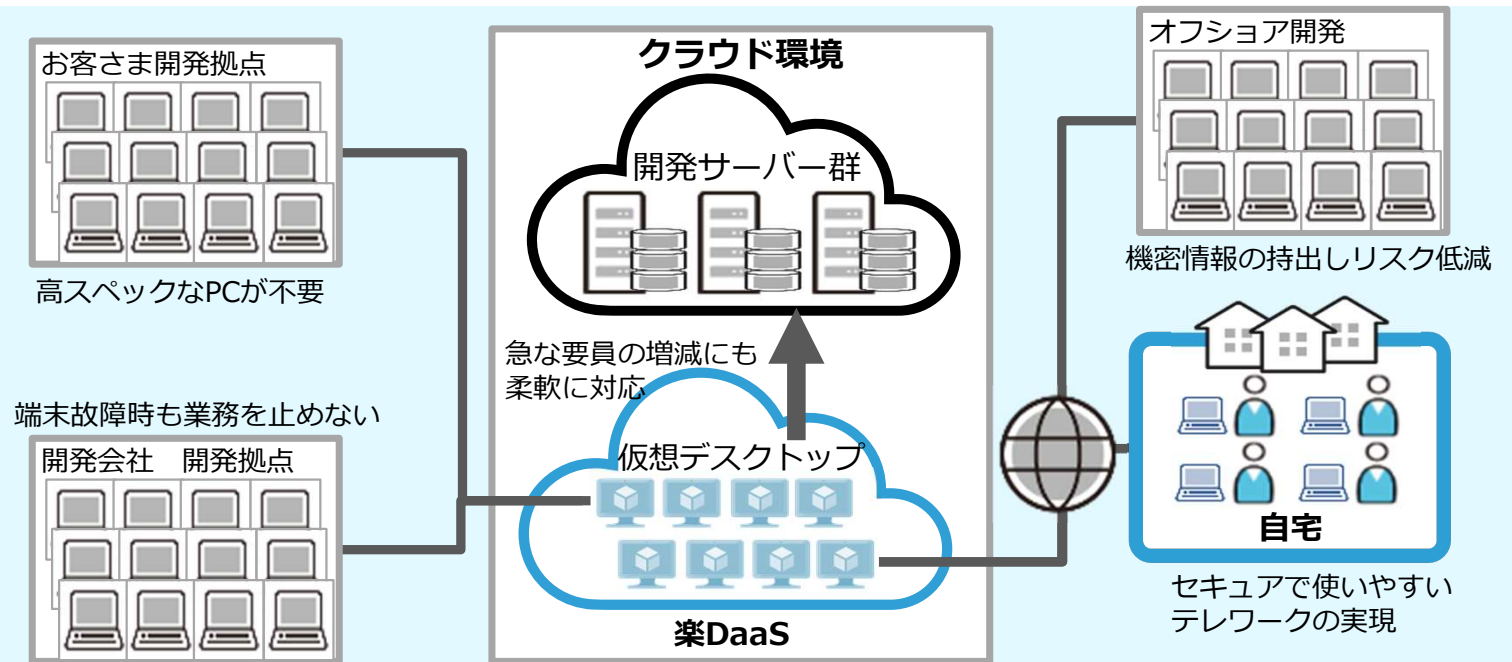 お客さま開発拠点
高スペックなPCが不要
端末故障時も業務を止めない
開発会社　開発拠点
クラウド環境
開発サーバー群
急な要員の増減にも
柔軟に対応
仮想デスクトップ
楽DaaS
オフショア開発
機密情報の持出しリスク低減
自宅
セキュアで使いやすい
テレワークの実現